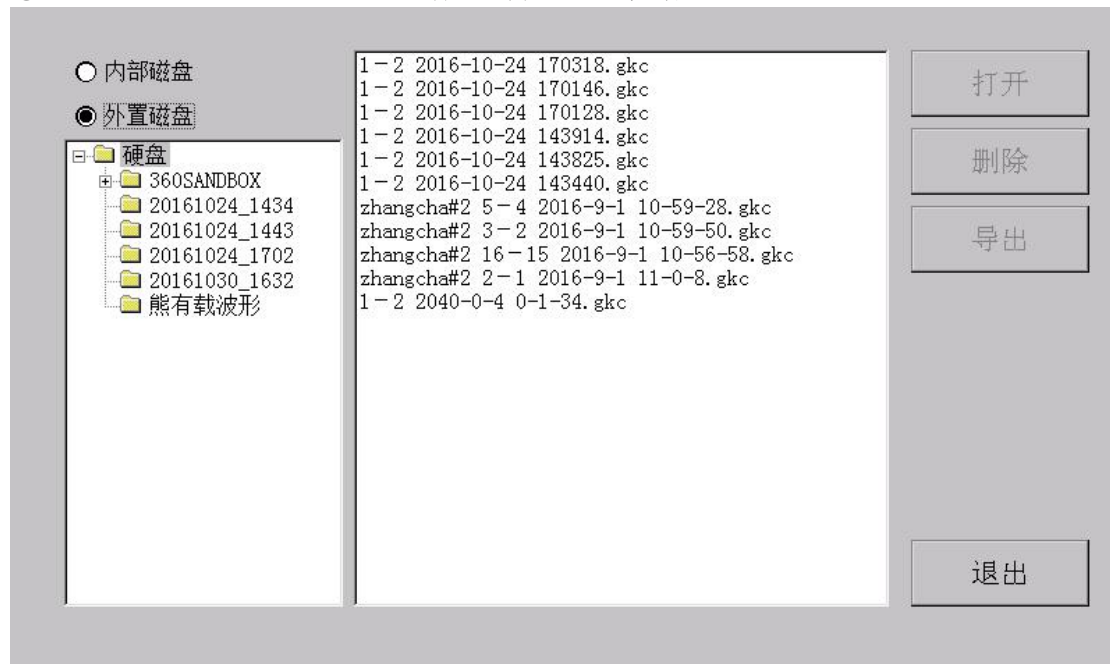 内部磁盘
外置磁盘
硬盘
360SANDBOX
20161024_1434
20161024_1443
20161024_1702
20161030_1632
熊有载波形
1－2 2016-10-24 170318.gkc
1－2 2016-10-24 170146.gkc
1－2 2016-10-24 170128.gkc
1－2 2016-10-24 143914.gkc
1－2 2016-10-24 143825.gkc
1－2 2016-10-24 143440.gkc
zhangcha#2 5－4 2016-9-1 10-59-28.gkc
zhangcha#2 3－2 2016-9-1 10-59-50.gkc
zhangcha#2 16－15 2016-9-1 10-56-58.gkc
zhangcha#2 2－1 2016-9-1 11-0-8.gkc
1－2 2040-0-4 0-1-34.gkc
打开
删除
导出
退出